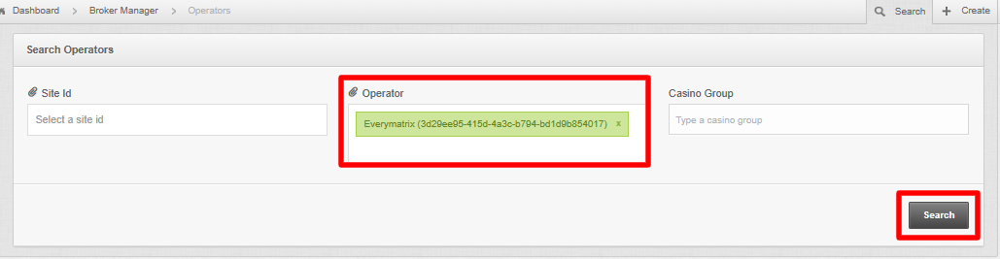 Dashboard > Broker Manager > Operators
Search
+ Create
Search Operators
Site Id
Operator
Casino Group
Select a site id
Everymatrix (3d29ee95-415d-4a3c-b794-bd1d9b854017) x
Type a casino group
Search